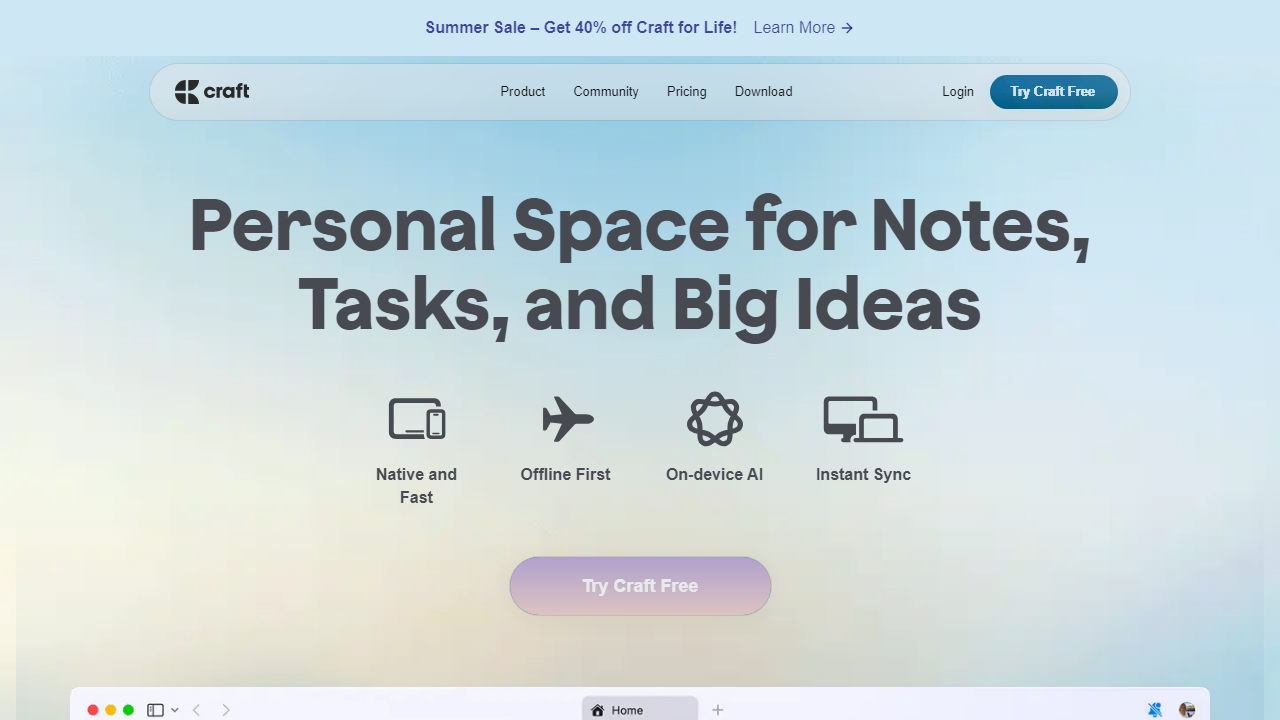 Summer Sale – Get 40% off Craft for Life! Learn More →
craft Product Community Pricing Download Login Try Craft Free
Personal Space for Notes,
Tasks, and Big Ideas
Native and
Fast
Offline First
On-device AI
Instant Sync
Try Craft Free
Home